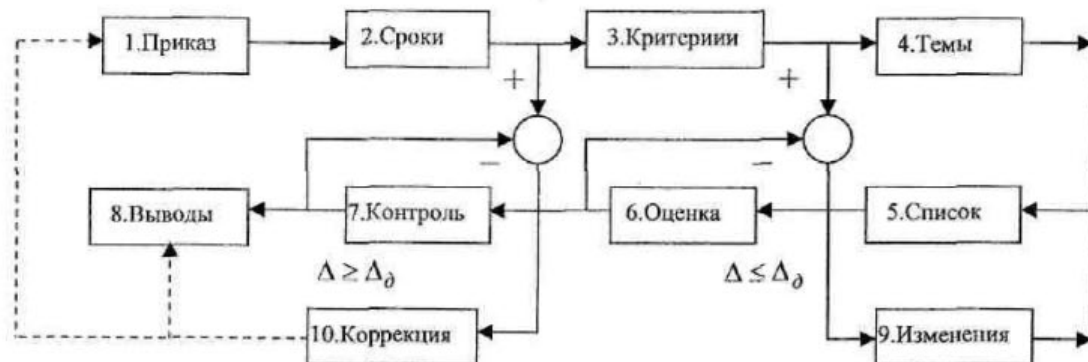 1.Приказ
2.Сроки
3.Критериии
4.Темы
+
+
−
−
8.Выводы
7.Контроль
6.Оценка
5.Список
Δ ≥ Δ∂
Δ ≤ Δ∂
10.Коррекция
9.Изменения